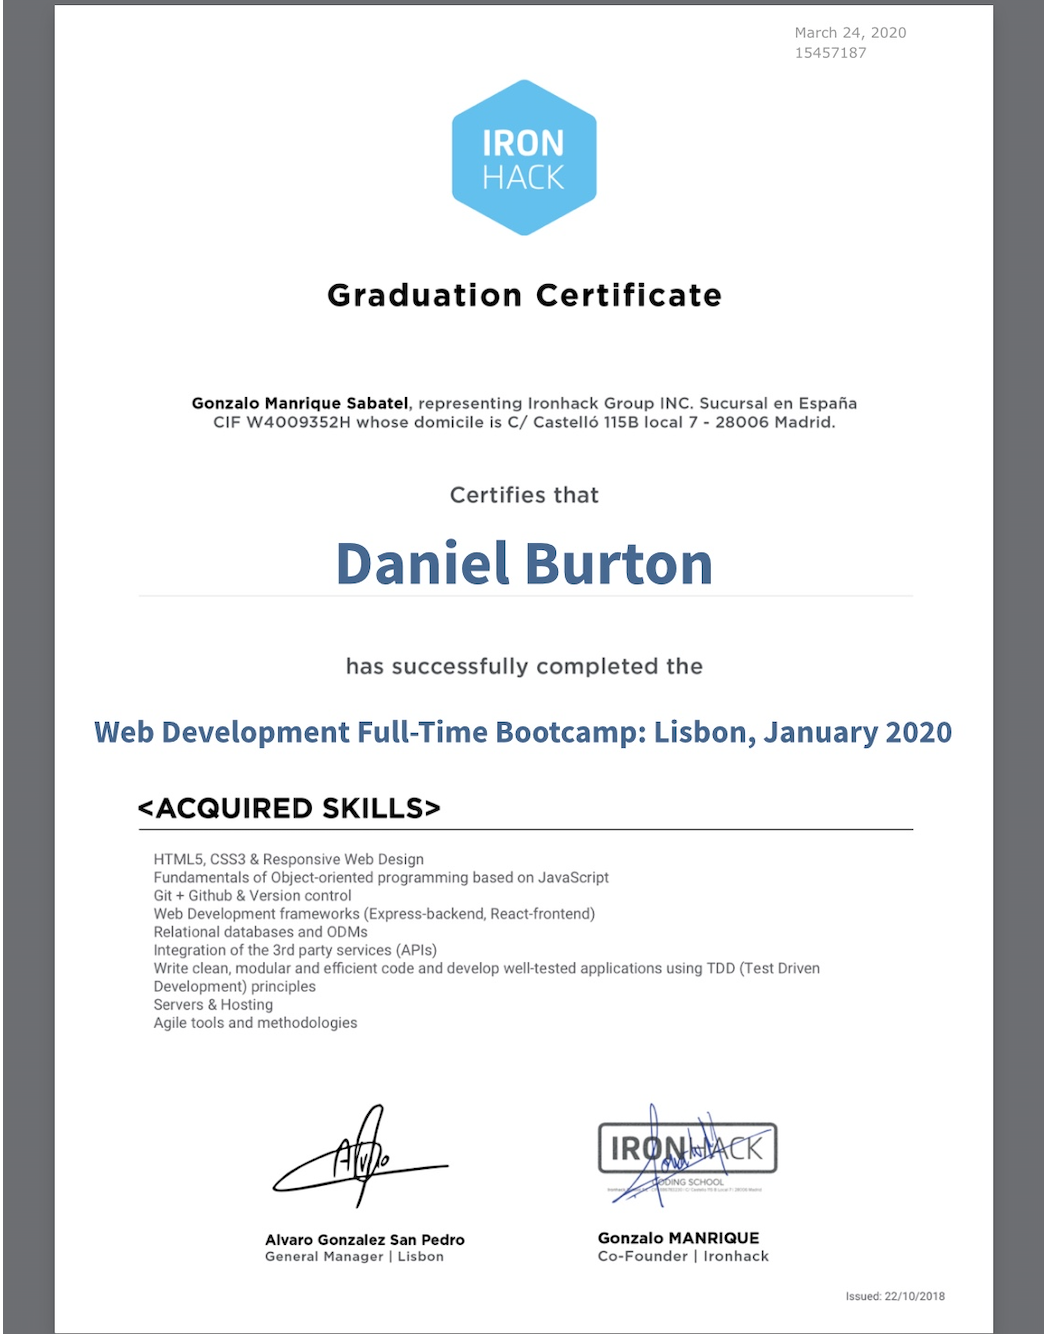 March 24, 2020
15457187
IRON
HACK
Graduation Certificate
Gonzalo Manrique Sabatel, representing Ironhack Group INC. Sucursal en España
CIF W4009352H whose domicile is C/ Castelló 115B local 7 - 28006 Madrid.
Certifies that
Daniel Burton
has successfully completed the
Web Development Full-Time Bootcamp: Lisbon, January 2020
<ACQUIRED SKILLS>
HTML5, CSS3 & Responsive Web Design
Fundamentals of Object-oriented programming based on JavaScript
Git + Github & Version control
Web Development frameworks (Express-backend, React-frontend)
Relational databases and ODMs
Integration of the 3rd party services (APIs)
Write clean, modular and efficient code and develop well-tested applications using TDD (Test Driven
Development) principles
Servers & Hosting
Agile tools and methodologies
Alvaro
IRONHACK
CODING SCHOOL
Alvaro Gonzalez San Pedro
General Manager | Lisbon
Gonzalo MANRIQUE
Co-Founder | Ironhack
Issued: 22/10/2018